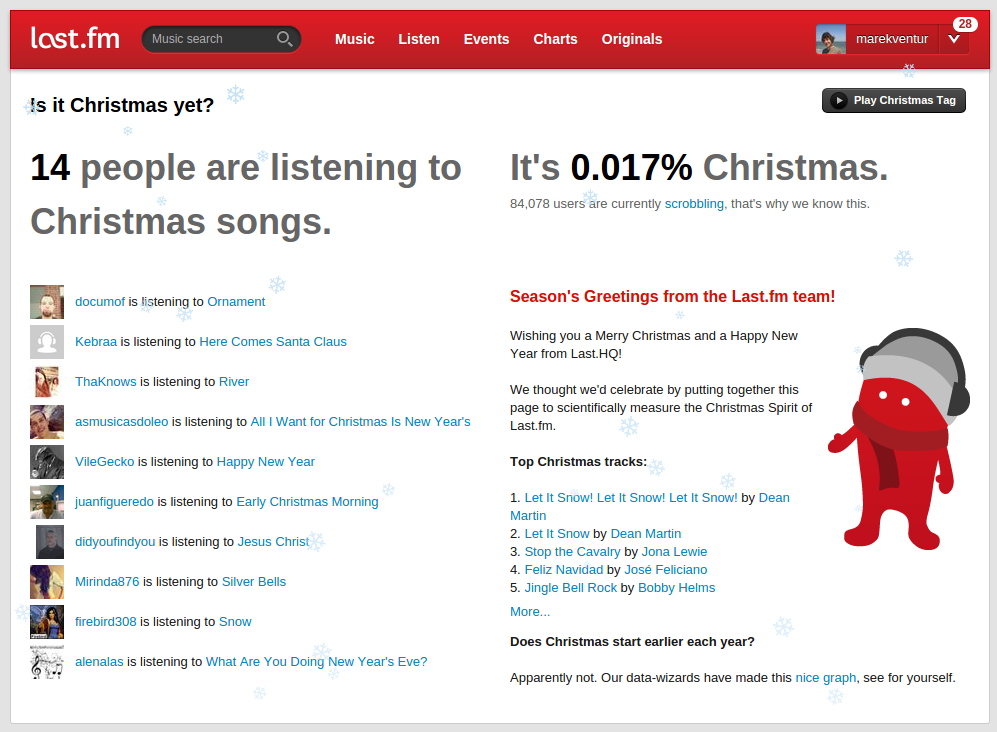 last.fm
Music search
Music Listen Events Charts Originals
marekventur
28
Is it Christmas yet?
Play Christmas Tag
14 people are listening to
Christmas songs.
It's 0.017% Christmas.
84,078 users are currently scrobbling, that's why we know this.
documof is listening to Ornament
Kebraa is listening to Here Comes Santa Claus
ThaKnows is listening to River
asmusicasdoleo is listening to All I Want for Christmas Is New Year's
VileGecko is listening to Happy New Year
juanfigueredo is listening to Early Christmas Morning
didyoufindyou is listening to Jesus Christ
Mirinda876 is listening to Silver Bells
firebird308 is listening to Snow
alenalas is listening to What Are You Doing New Year's Eve?
Season's Greetings from the Last.fm team!
Wishing you a Merry Christmas and a Happy New
Year from Last.HQ!
We thought we'd celebrate by putting together this
page to scientifically measure the Christmas Spirit of
Last.fm.
Top Christmas tracks:
1. Let It Snow! Let It Snow! Let It Snow! by Dean
Martin
2. Let It Snow by Dean Martin
3. Stop the Cavalry by Jona Lewie
4. Feliz Navidad by José Feliciano
5. Jingle Bell Rock by Bobby Helms
More...
Does Christmas start earlier each year?
Apparently not. Our data-wizards have made this nice graph, see for yourself.